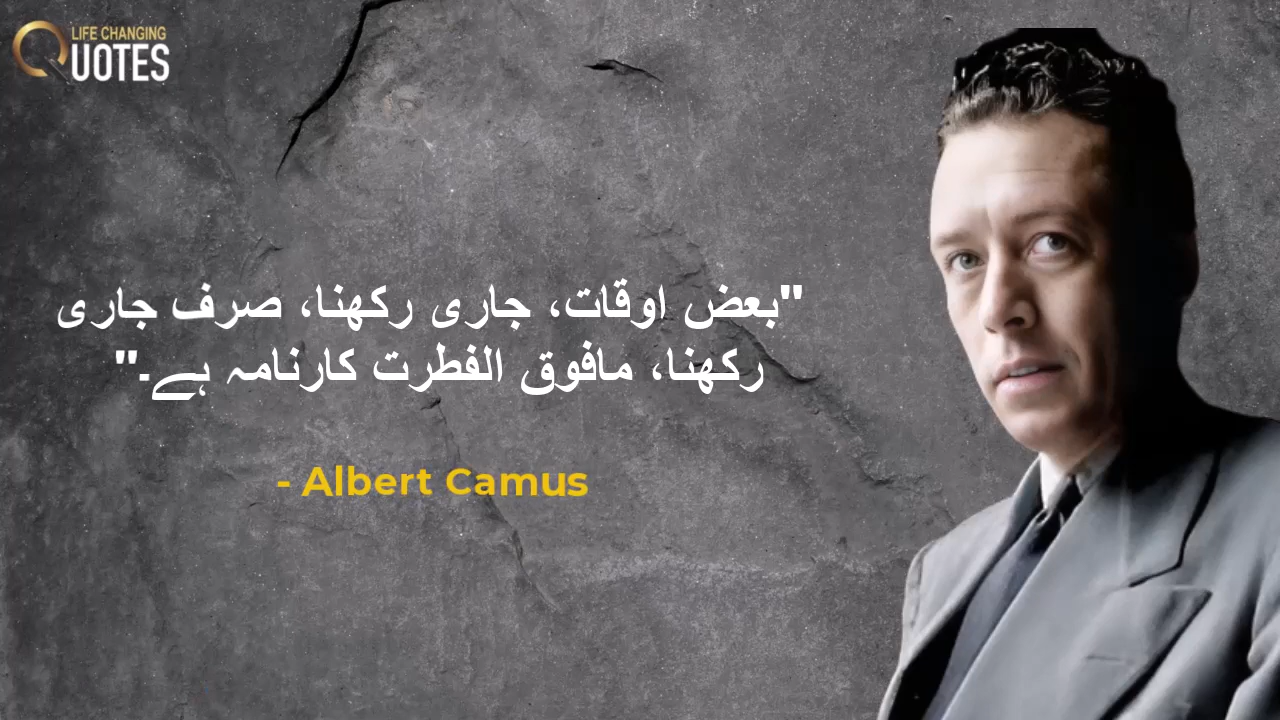 LIFE CHANGING
QUOTES
"بعض اوقات، جاری رکھنا، صرف جاری
رکھنا، مافوق الفطرت کارنامہ ہے۔"
- Albert Camus